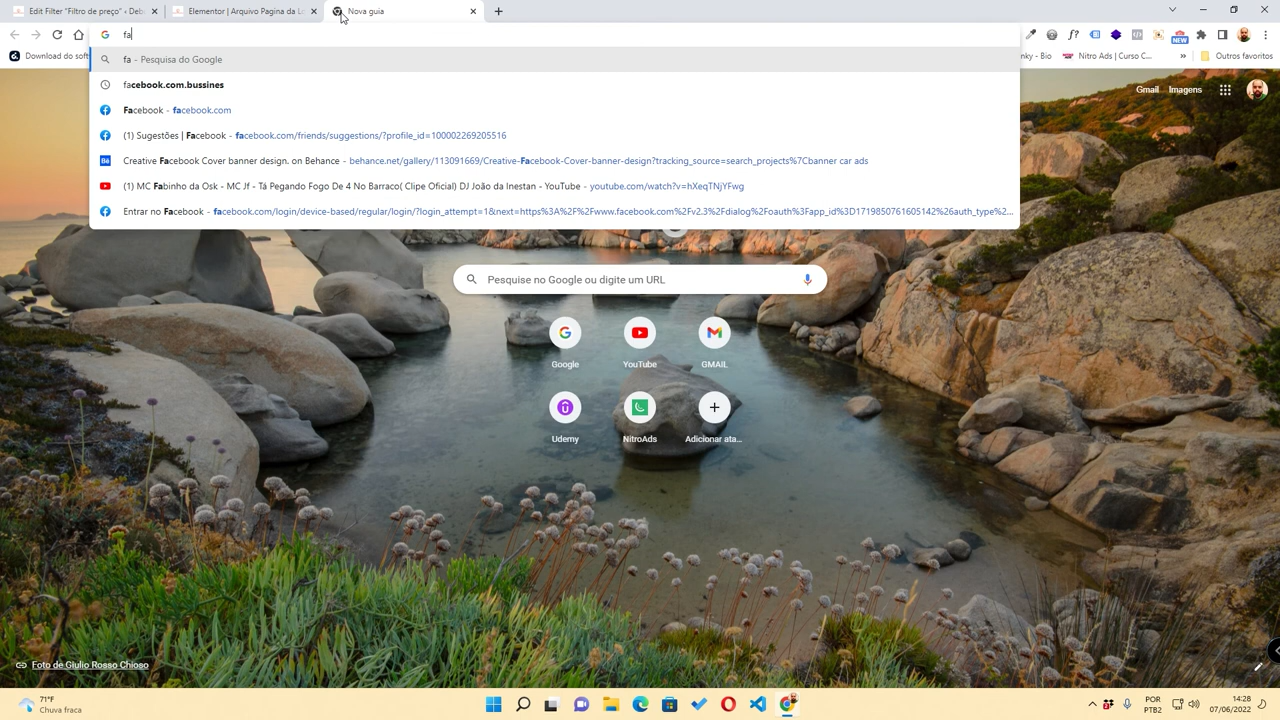 Edit Filter "Filtro de preço" ‹ Deb
Elementor | Arquivo Pagina da Lo
Nova guia
fa
Download do soft
nky - Bio
Nitro Ads | Curso C...
»
Outros favoritos
fa - Pesquisa do Google
facebook.com.bussines
Facebook - facebook.com
(1) Sugestões | Facebook - facebook.com/friends/suggestions/?profile_id=100002269205516
Creative Facebook Cover banner design. on Behance - behance.net/gallery/113091669/Creative-Facebook-Cover-banner-design?tracking_source=search_projects%7Cbanner car ads
(1) MC Fabinho da Osk - MC Jf - Tá Pegando Fogo De 4 No Barraco( Clipe Oficial) DJ João da Inestan - YouTube - youtube.com/watch?v=hXeqTNjYFwg
Entrar no Facebook - facebook.com/login/device-based/regular/login/?login_attempt=1&next=https%3A%2F%2Fwww.facebook.com%2Fv2.3%2Fdialog%2Foauth%3Fapp_id%3D1719850761605142%26auth_type%2...
Gmail Imagens
Pesquise no Google ou digite um URL
Google
YouTube
GMAIL
Udemy
NitroAds
Adicionar ata...
Foto de Giulio Rosso Chioso
71°F
Chuva fraca
POR
PTB2
14:28
07/06/2022